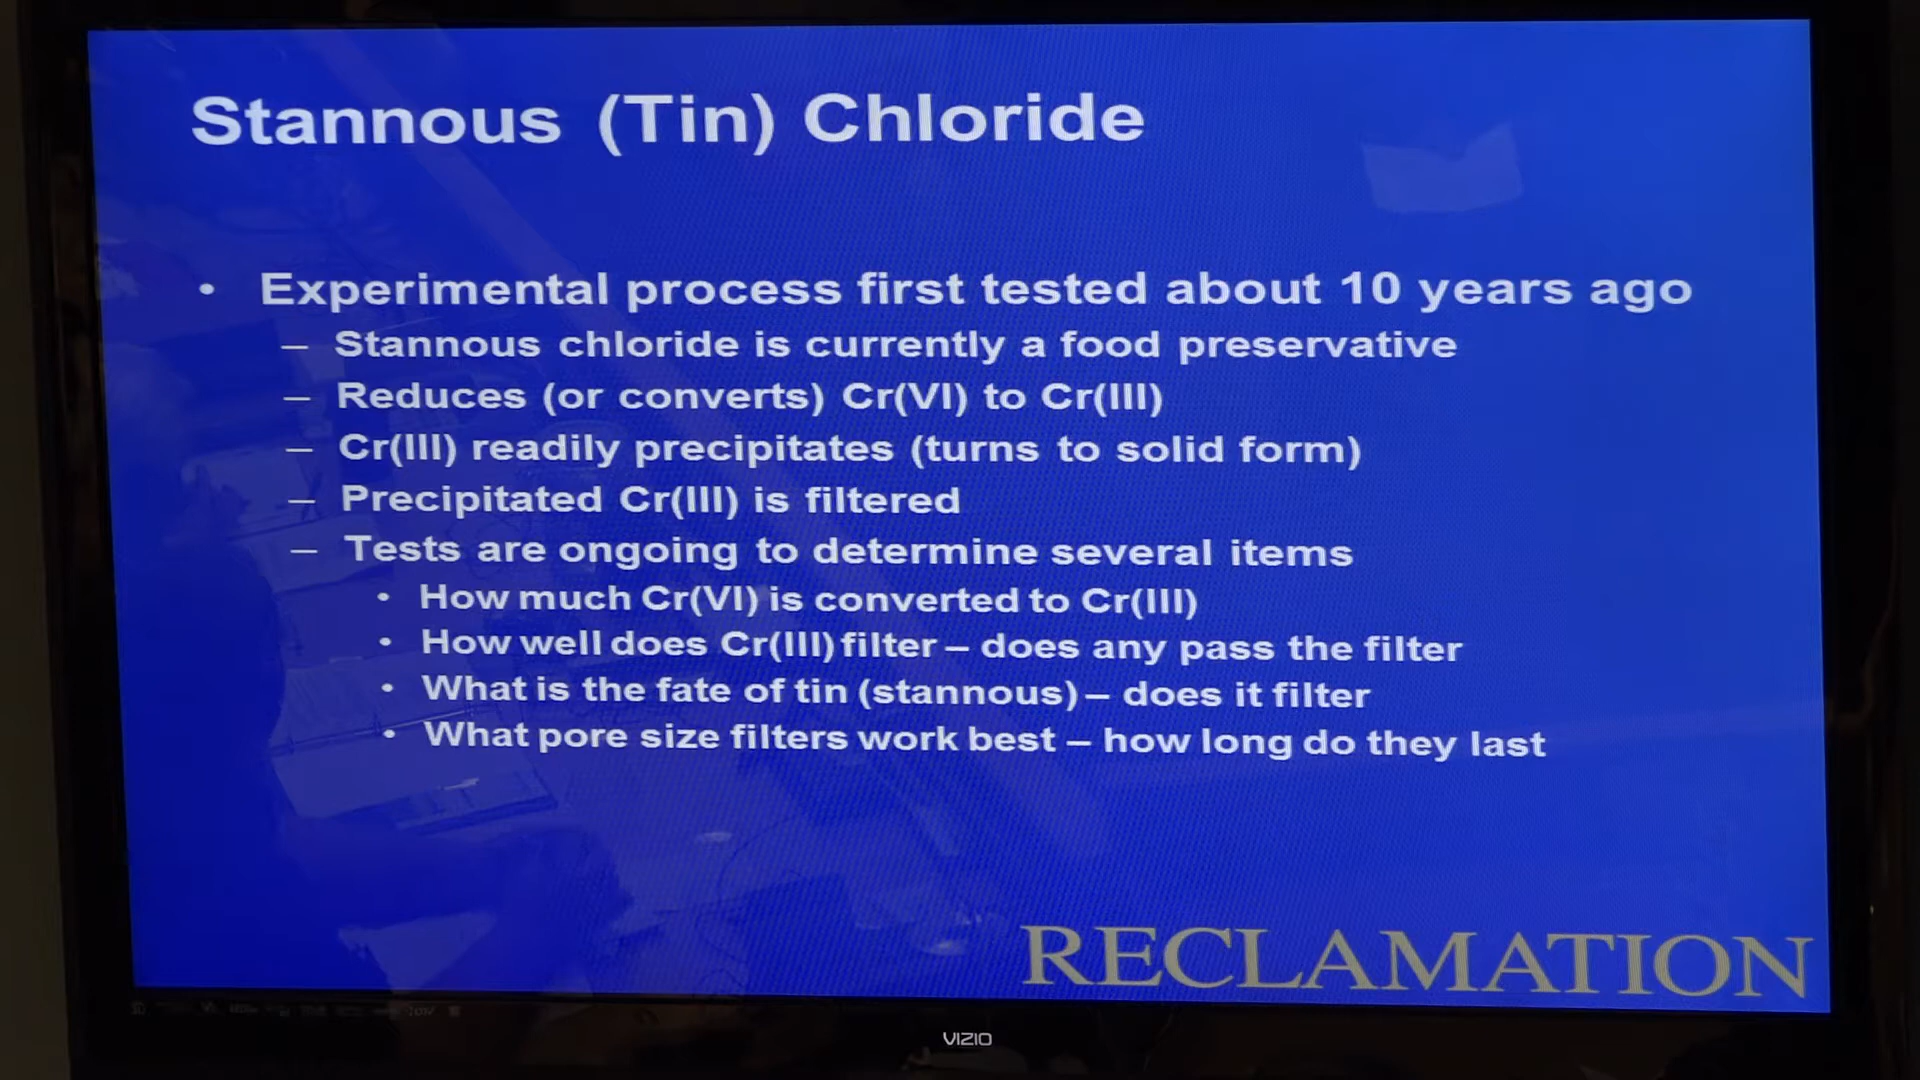 Stannous (Tin) Chloride
• Experimental process first tested about 10 years ago
– Stannous chloride is currently a food preservative
– Reduces (or converts) Cr(VI) to Cr(III)
– Cr(III) readily precipitates (turns to solid form)
– Precipitated Cr(III) is filtered
– Tests are ongoing to determine several items
• How much Cr(VI) is converted to Cr(III)
• How well does Cr(III) filter – does any pass the filter
• What is the fate of tin (stannous) – does it filter
• What pore size filters work best – how long do they last
RECLAMATION
VIZIO